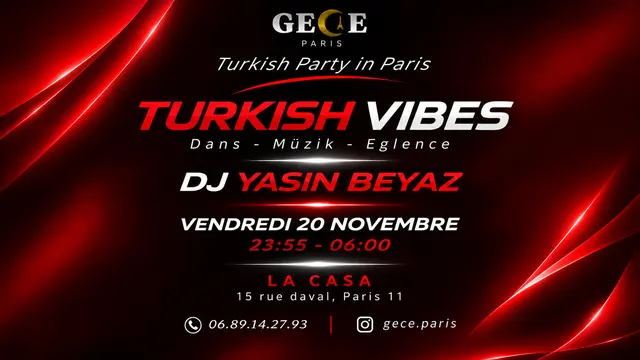 GECE
PARIS
Turkish Party in Paris
TURKISH VIBES
Dans - Müzik - Eglence
DJ YASIN BEYAZ
VENDREDI 20 NOVEMBRE
23:55 - 06:00
LA CASA
15 rue daval, Paris 11
06.89.14.27.93 | gece.paris